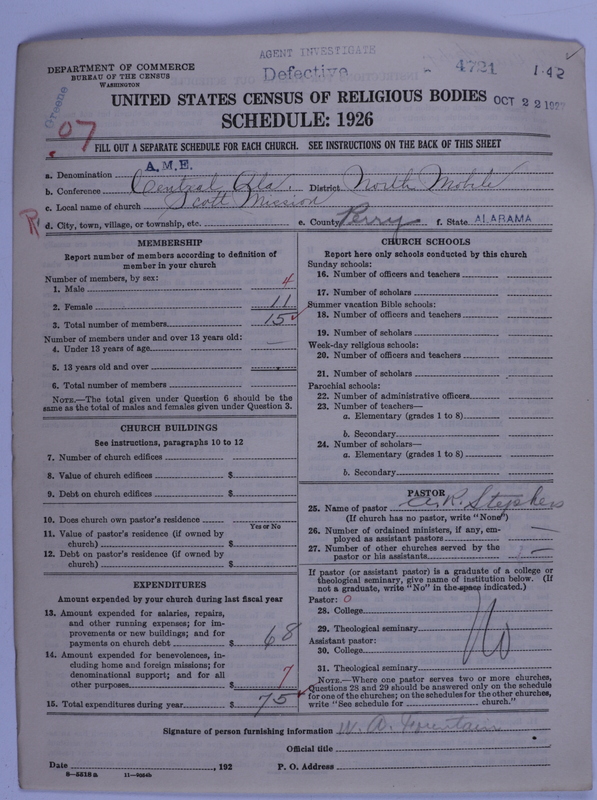 AGENT INVESTIGATE
DEPARTMENT OF COMMERCE
BUREAU OF THE CENSUS
WASHINGTON
Defective
4721
1.42
Greene
UNITED STATES CENSUS OF RELIGIOUS BODIES
OCT 22 192
SCHEDULE: 1926
07
FILL OUT A SEPARATE SCHEDULE FOR EACH CHURCH. SEE INSTRUCTIONS ON THE BACK OF THIS SHEET
a. Denomination A.M.E.
b. Conference Central Ala. District North Mobile
c. Local name of church Scott Mission
R d. City, town, village, or township, etc. e. County Perry f. State ALABAMA
MEMBERSHIP
Report number of members according to definition of
member in your church
Number of members, by sex:
1. Male 4
2. Female 11
3. Total number of members 15
Number of members under and over 13 years old:
4. Under 13 years of age —
5. 13 years old and over
6. Total number of members
NOTE.—The total given under Question 6 should be
same as the total of males and females given under Question 3.
CHURCH BUILDINGS
See instructions, paragraphs 10 to 12
7. Number of church edifices
8. Value of church edifices $
9. Debt on church edifices $
10. Does church own pastor's residence
Yes or No
11. Value of pastor's residence (if owned by
church) $
12. Debt on pastor's residence (if owned by
church) $
EXPENDITURES
Amount expended by your church during last fiscal year
13. Amount expended for salaries, repairs,
and other running expenses; for im-
provements or new buildings; and for
payments on church debt $ 68
14. Amount expended for benevolences, in-
cluding home and foreign missions; for
denominational support; and for all
other purposes $ 7
15. Total expenditures during year $ 75
CHURCH SCHOOLS
Report here only schools conducted by this church
Sunday schools:
16. Number of officers and teachers
17. Number of scholars
Summer vacation Bible schools:
18. Number of officers and teachers
19. Number of scholars
Week-day religious schools:
20. Number of officers and teachers
21. Number of scholars
Parochial schools:
22. Number of administrative officers
23. Number of teachers—
a. Elementary (grades 1 to 8)
b. Secondary
24. Number of scholars—
a. Elementary (grades 1 to 8)
b. Secondary
PASTOR
25. Name of pastor Stephens
(If church has no pastor, write "None")
26. Number of ordained ministers, if any, em-
ployed as assistant pastors —
27. Number of other churches served by the
pastor or his assistants —
If pastor (or assistant pastor) is a graduate of a college or
theological seminary, give name of institution below. (If
not a graduate, write "No" in the space indicated.)
Pastor: 0
28. College
29. Theological seminary No
Assistant pastor:
30. College
31. Theological seminary
NOTE.—Where one pastor serves two or more churches,
Questions 28 and 29 should be answered only on the schedule
for one of the churches; on the schedules for the other churches,
write "See schedule for church."
Signature of person furnishing information W. A. Fountain
Official title
Date , 192 P. O. Address
8-5518a 11-9054b